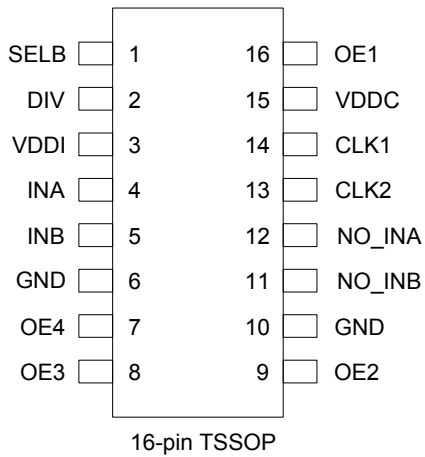 SELB 1 16 OE1
DIV 2 15 VDDC
VDDI 3 14 CLK1
INA 4 13 CLK2
INB 5 12 NO_INA
GND 6 11 NO_INB
OE4 7 10 GND
OE3 8 9 OE2
16-pin TSSOP